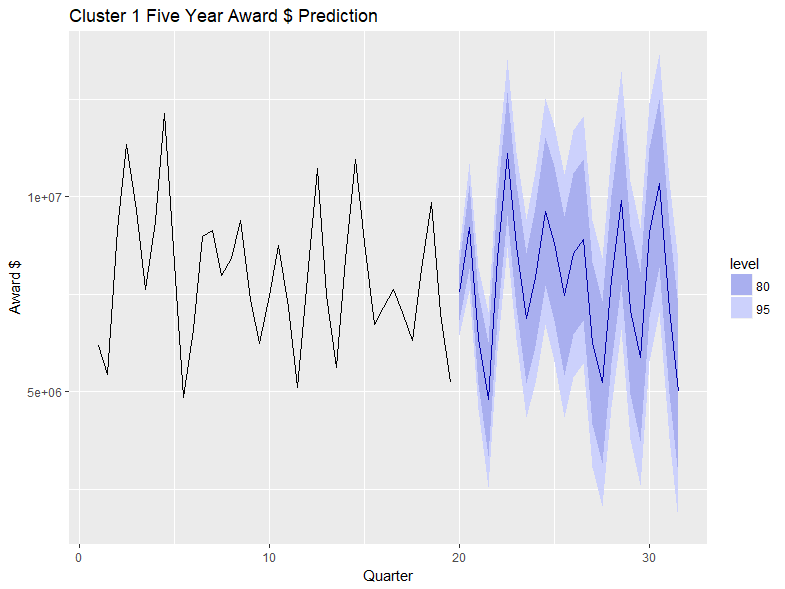 Cluster 1 Five Year Award $ Prediction
Award $
1e+07
5e+06
0
10
20
30
Quarter
level
80
95